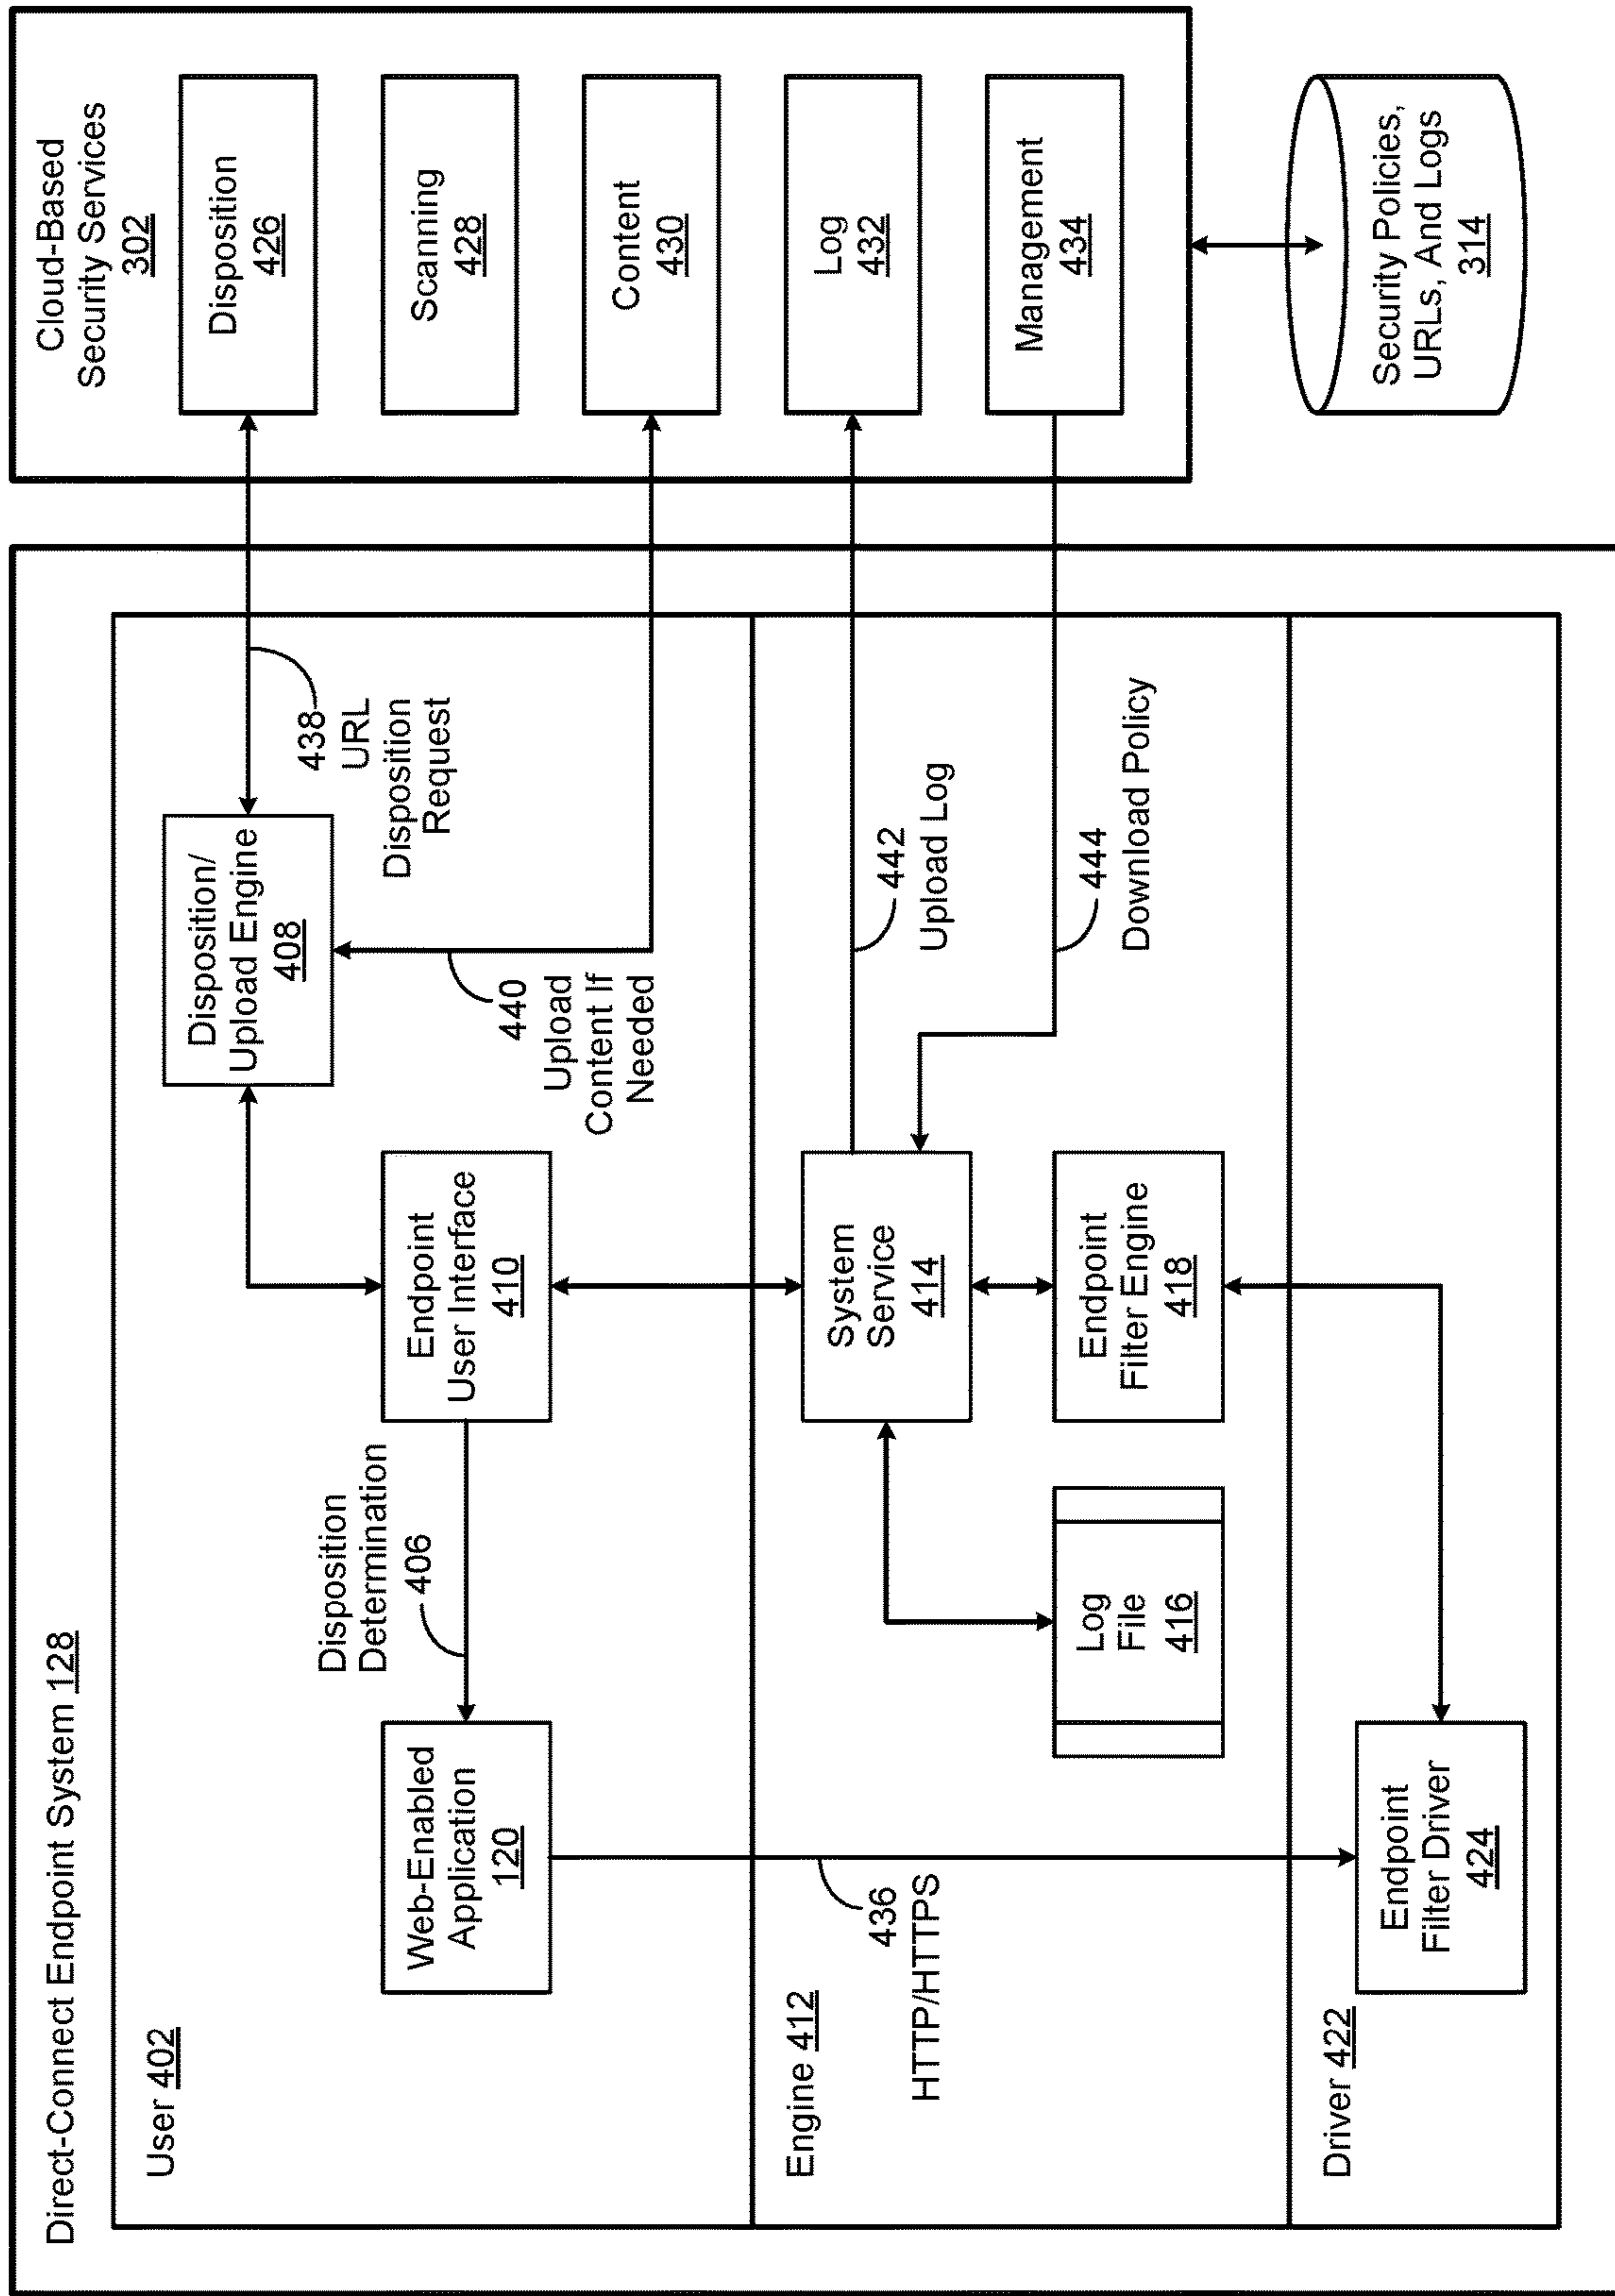 Direct-Connect Endpoint System 128
User 402
Web-Enabled
Application
120
Disposition
Determination
406
Endpoint
User Interface
410
Disposition/
Upload Engine
408
438
URL
Disposition
Request
440
Upload
Content If
Needed
Engine 412
436
HTTP/HTTPS
Log
File
416
System
Service
414
Endpoint
Filter Engine
418
442
Upload Log
444
Download Policy
Driver 422
Endpoint
Filter Driver
424
Cloud-Based
Security Services
302
Disposition
426
Scanning
428
Content
430
Log
432
Management
434
Security Policies,
URLs, And Logs
314